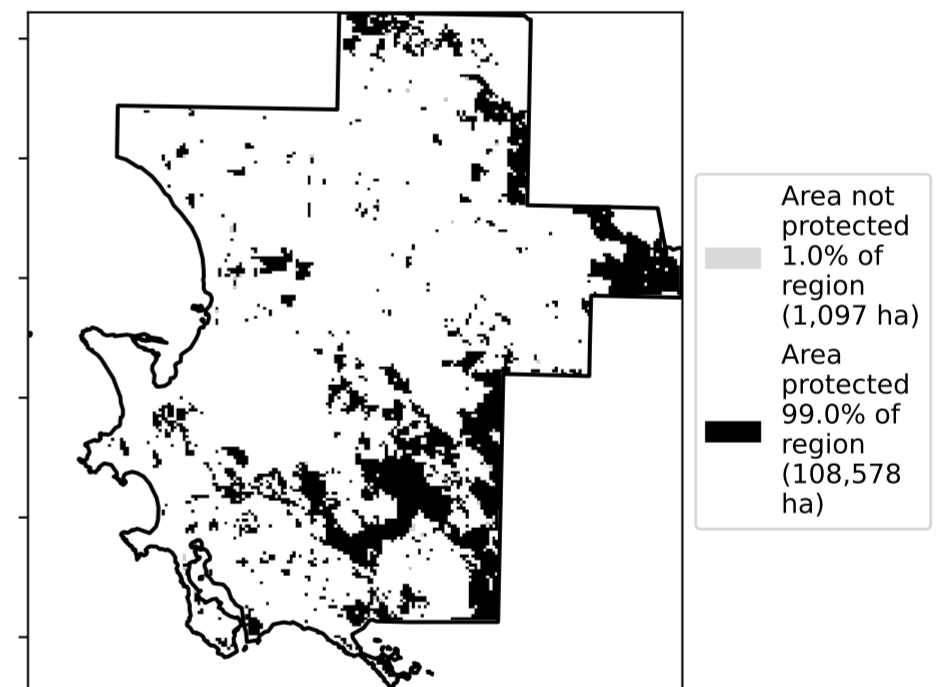 Area not
protected
1.0% of
region
(1,097 ha)
Area
protected
99.0% of
region
(108,578
ha)